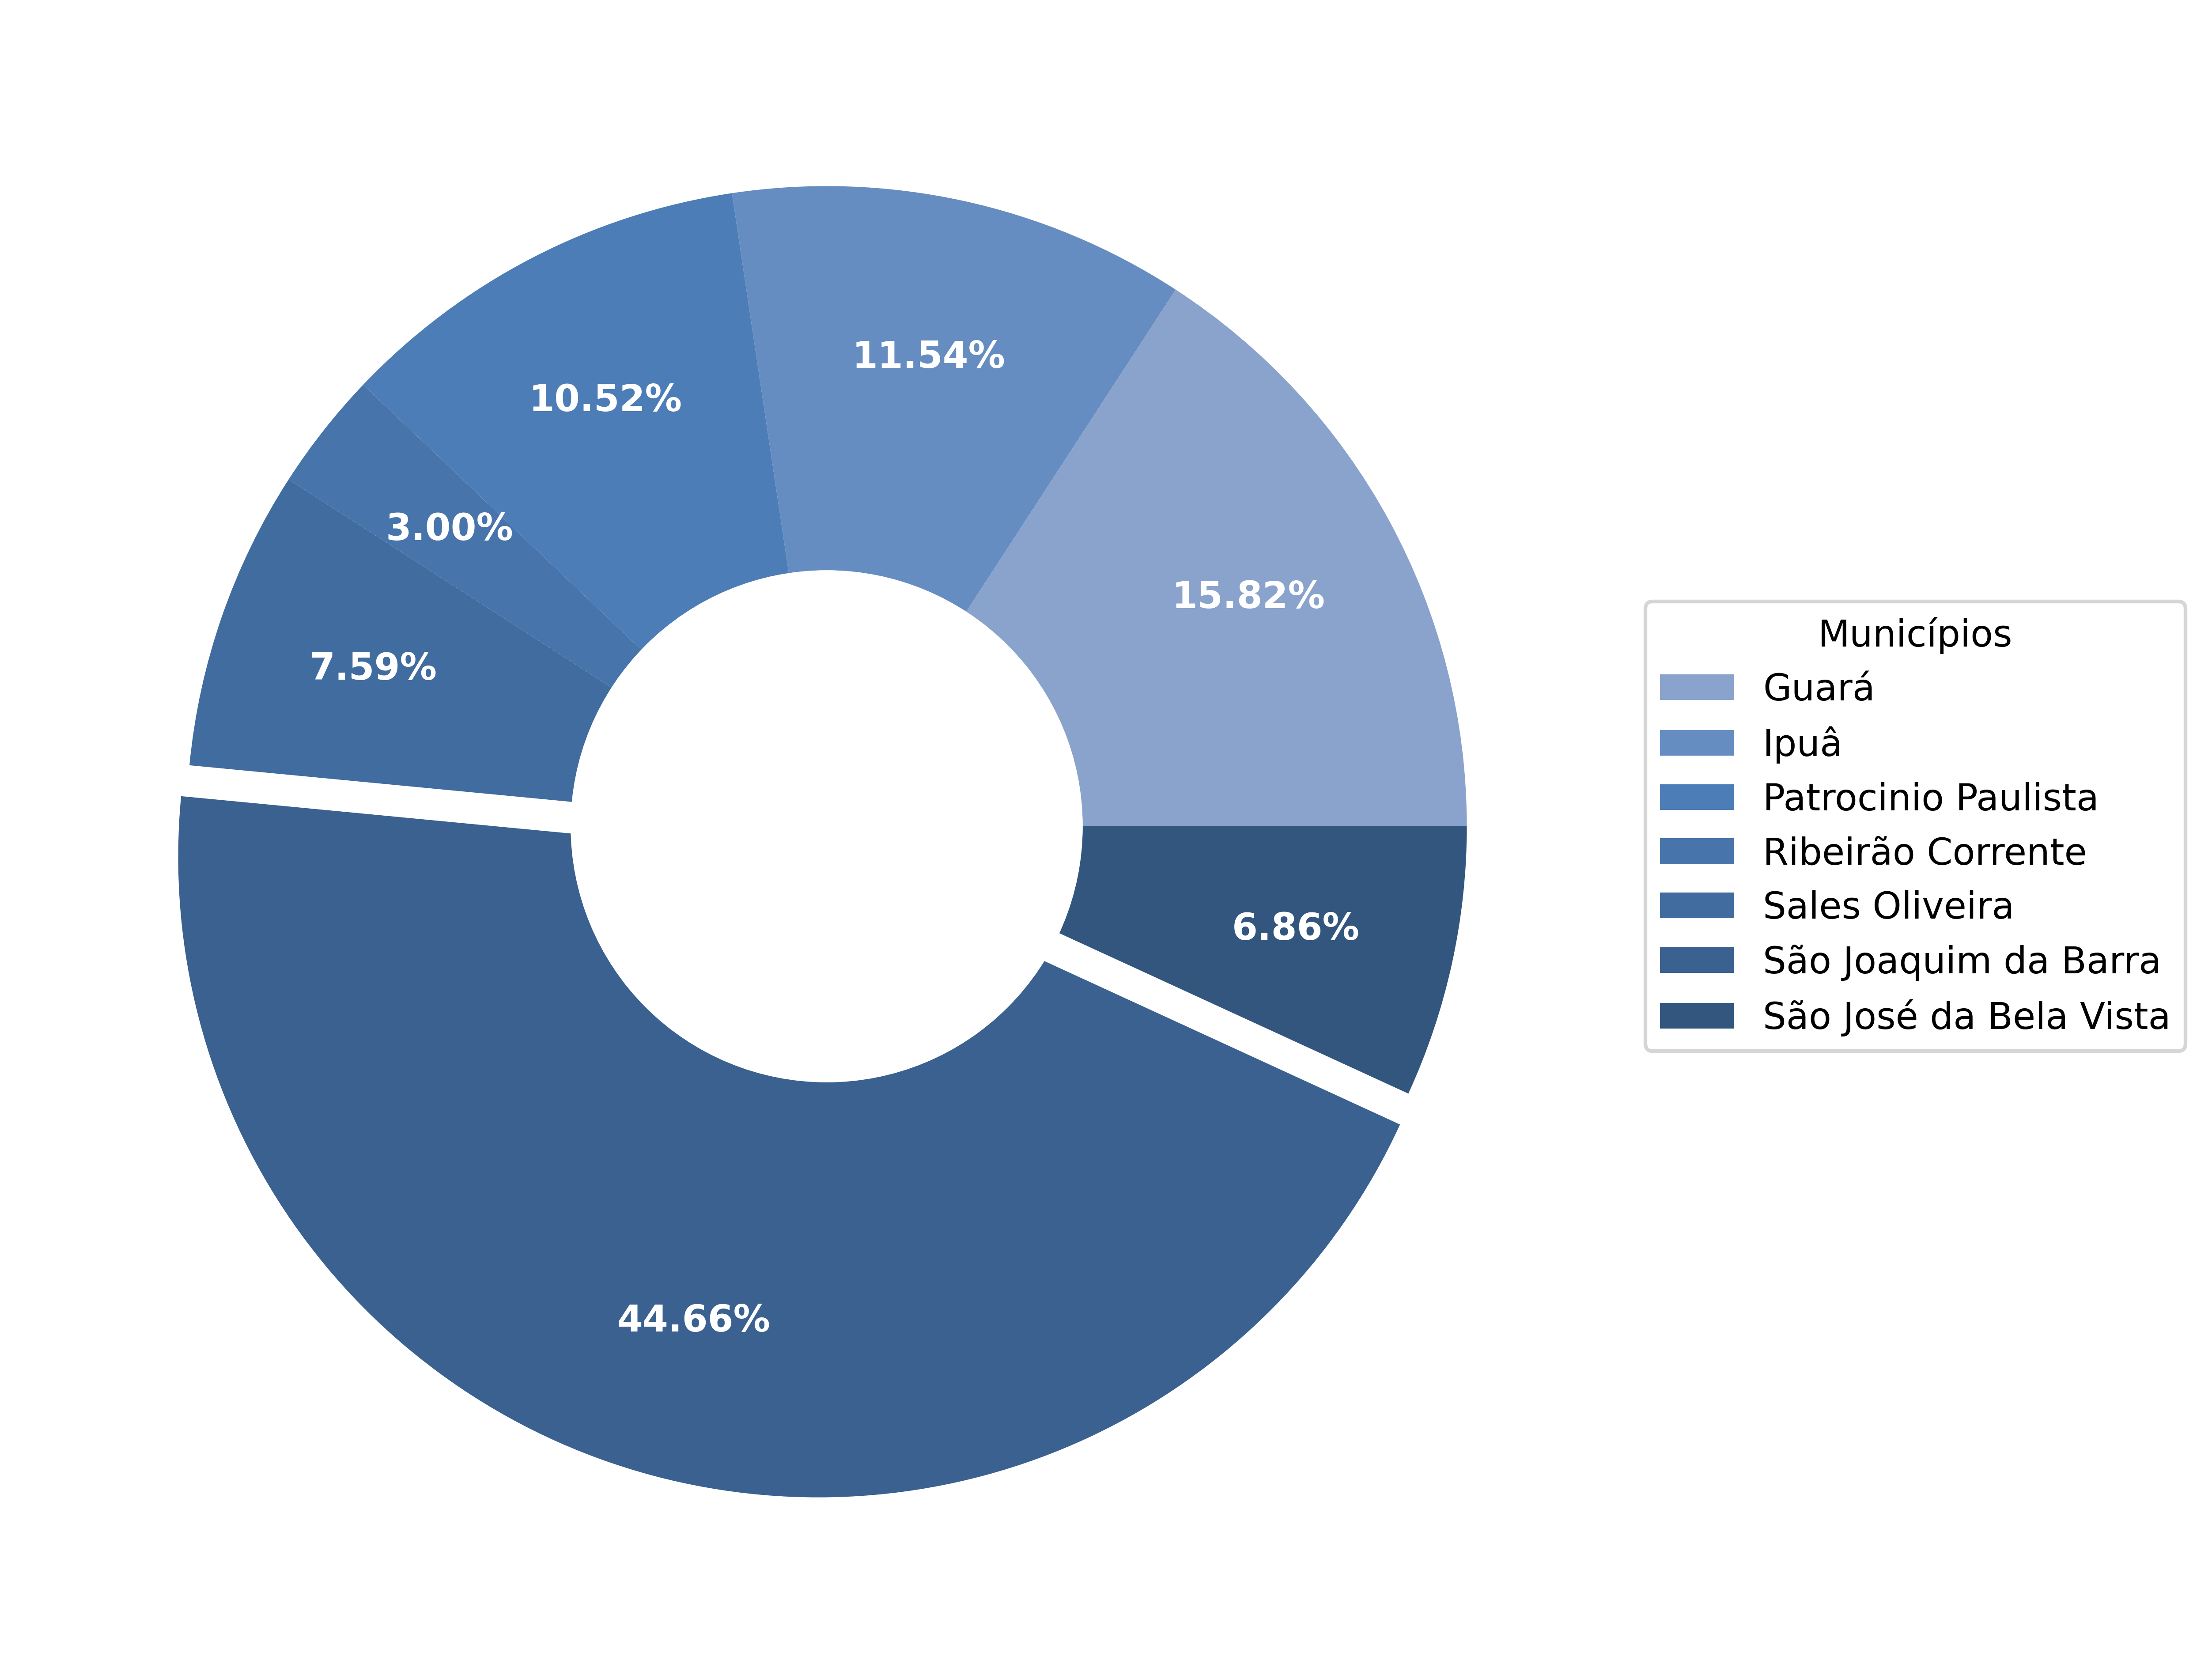 11.54%
10.52%
3.00%
15.82%
7.59%
6.86%
44.66%
Municípios
Guará
Ipuâ
Patrocinio Paulista
Ribeirão Corrente
Sales Oliveira
São Joaquim da Barra
São José da Bela Vista